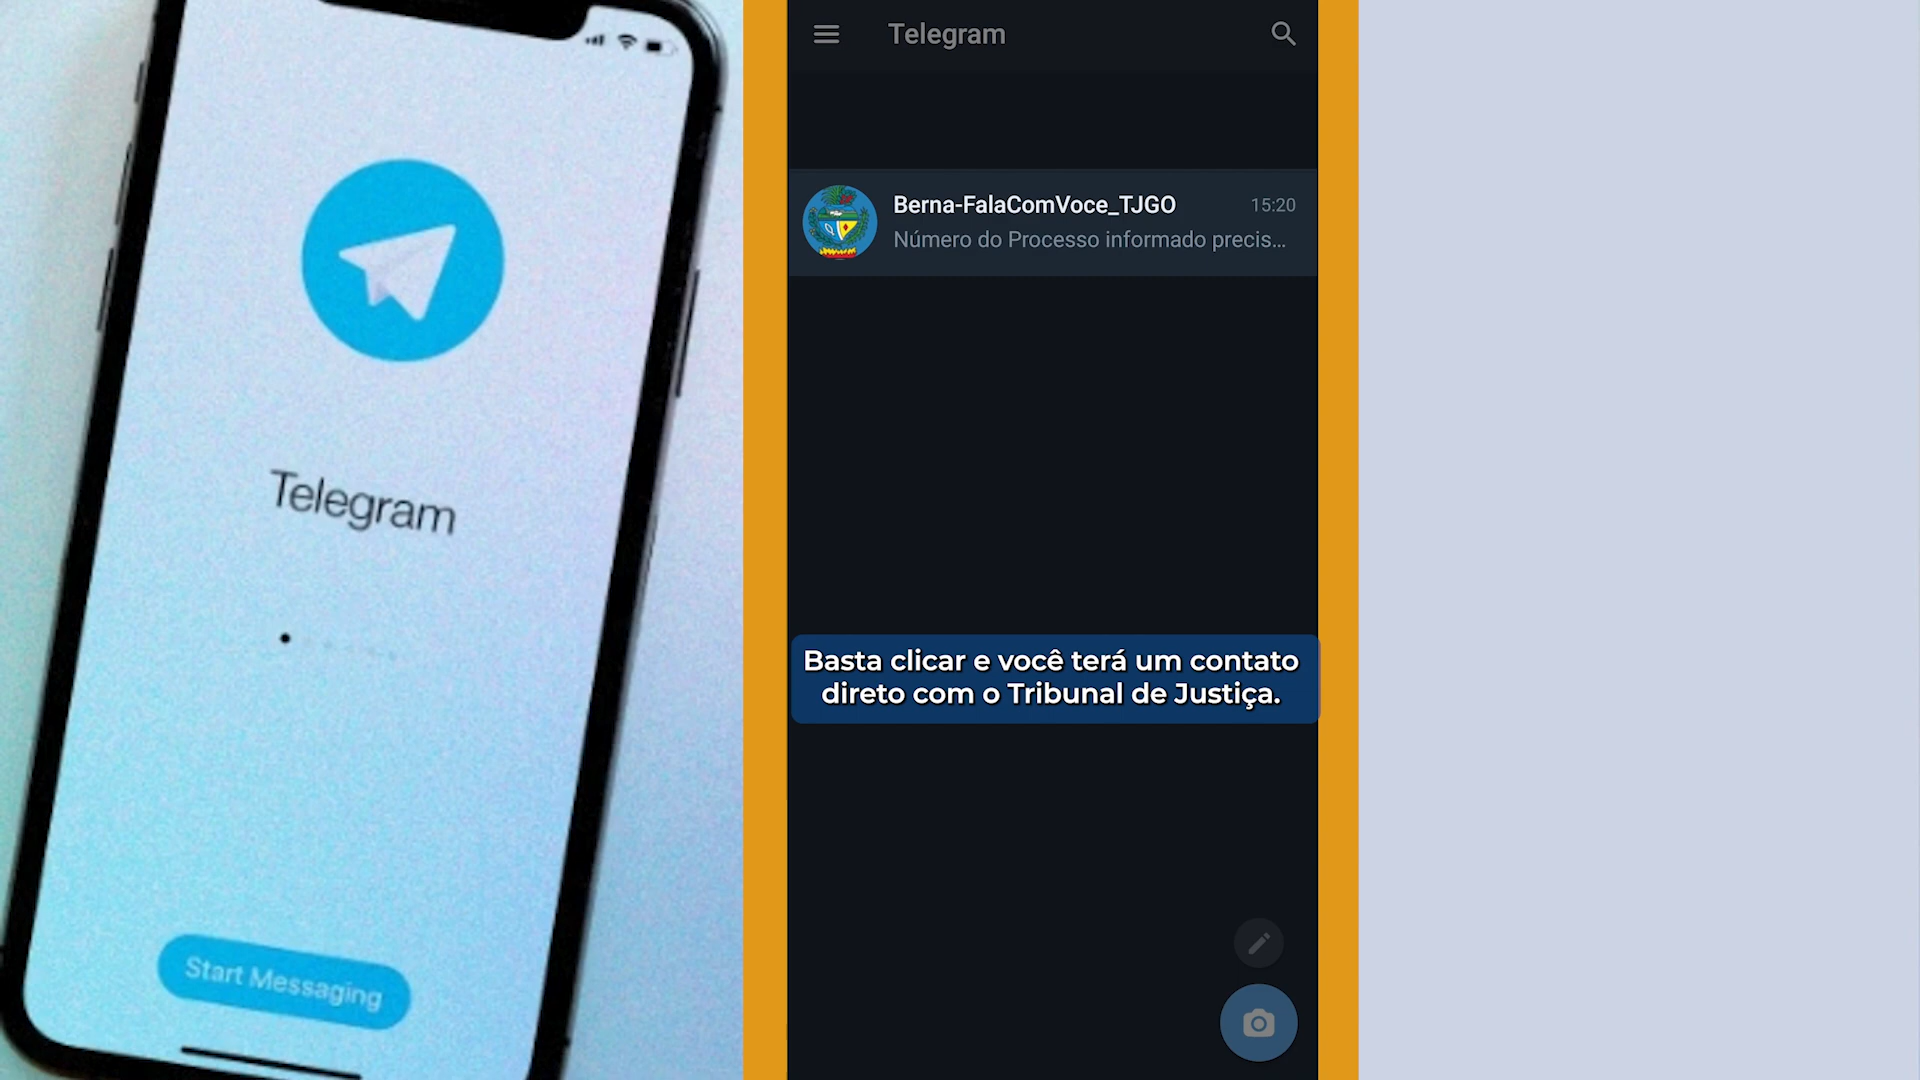 Telegram
Start Messaging
Telegram
Berna-FalaComVoce_TJGO
15:20
Número do Processo informado precis...
Basta clicar e você terá um contato
direto com o Tribunal de Justiça.